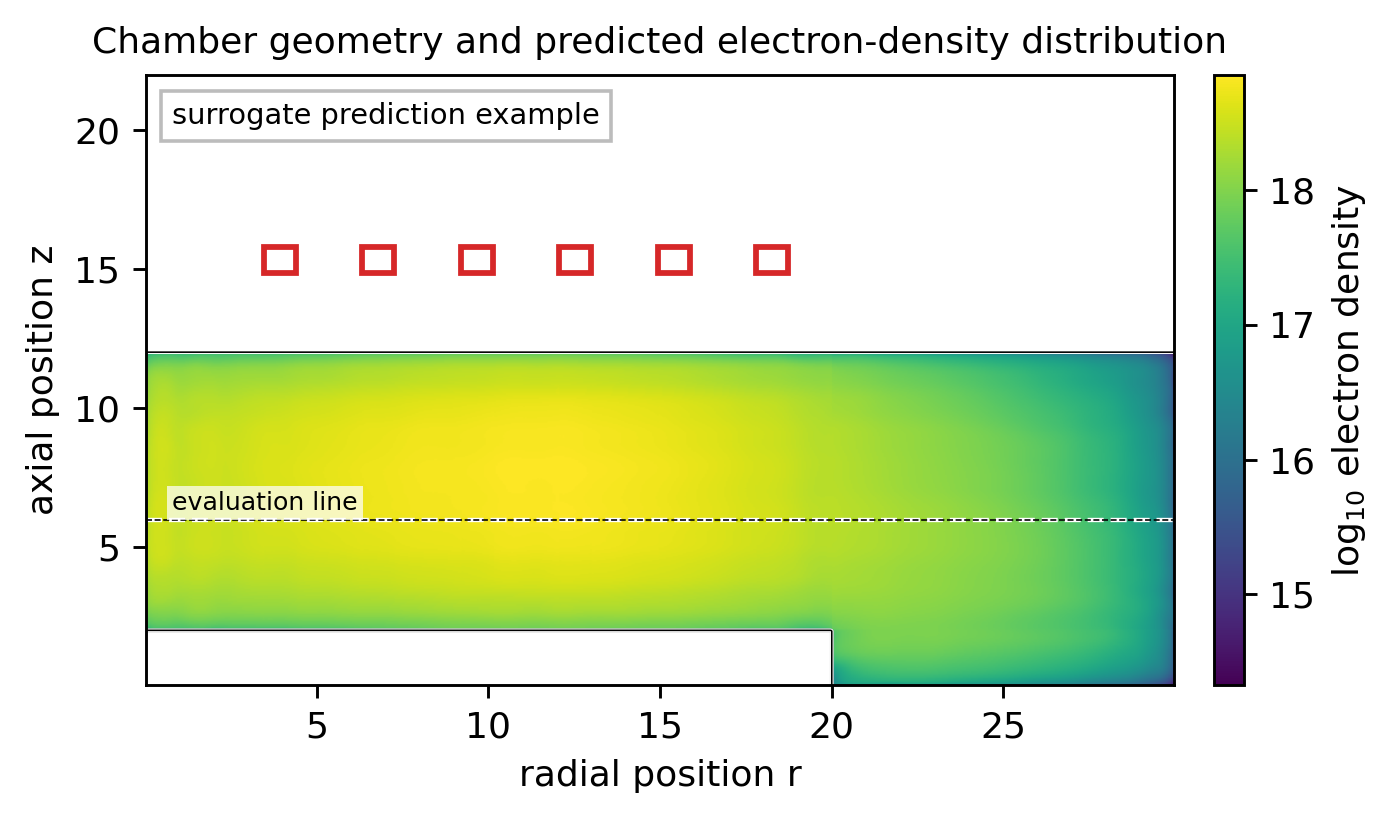 Chamber geometry and predicted electron-density distribution
surrogate prediction example
evaluation line
axial position z
20
15
10
5
5
10
15
20
25
radial position r
18
17
16
15
log₁₀ electron density